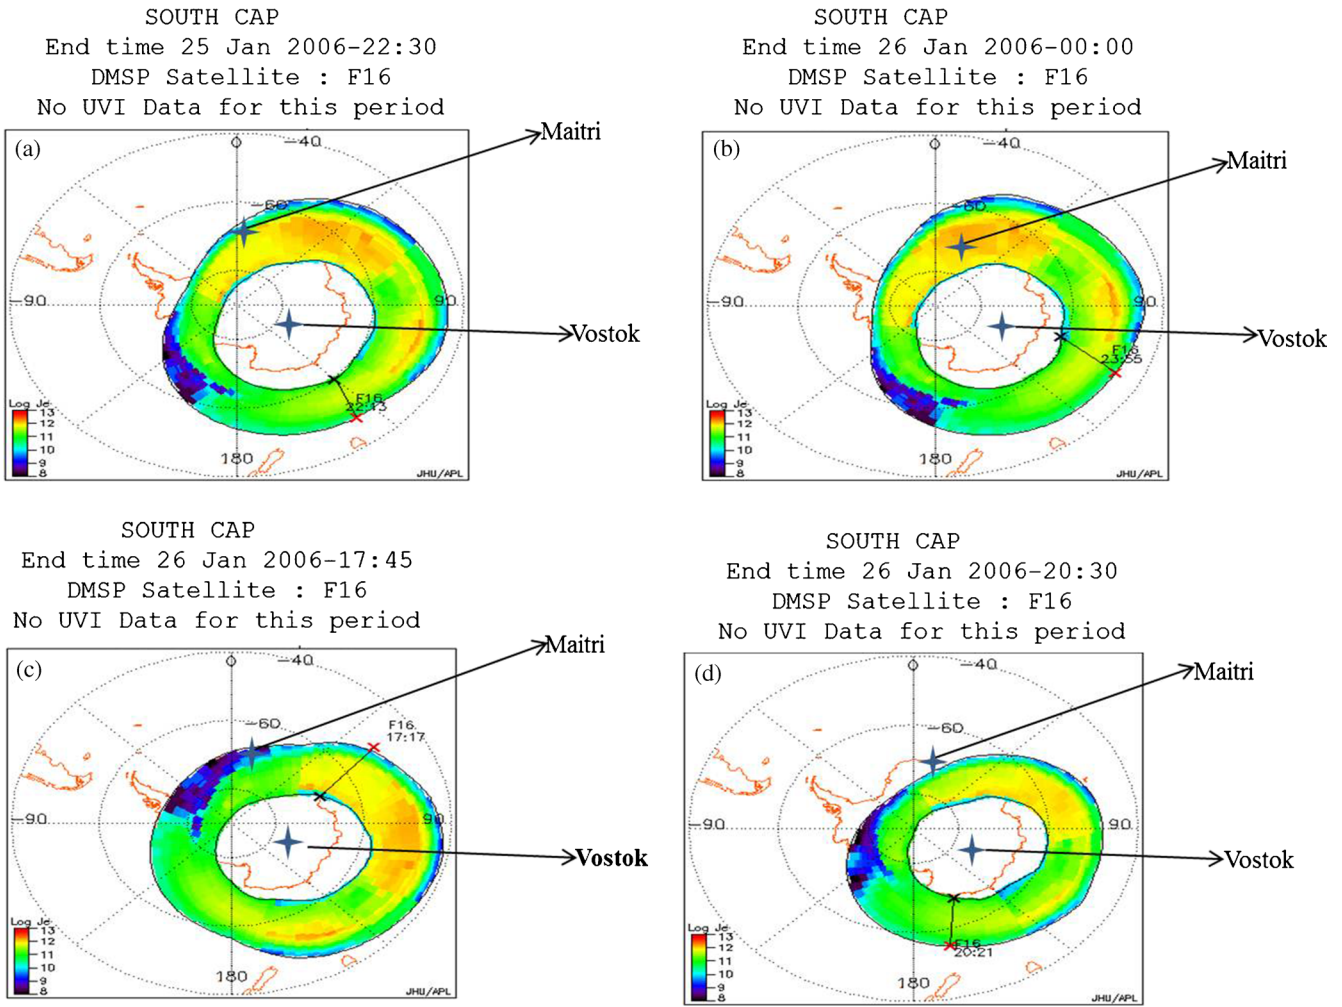 SOUTH CAP
End time 25 Jan 2006-22:30
DMSP Satellite : F16
No UVI Data for this period
(a)
Maitri
0
-40
-60
-90
90
Vostok
F16
22:13
Log Je
13
12
11
10
9
8
180
JHU/APL
SOUTH CAP
End time 26 Jan 2006-00:00
DMSP Satellite : F16
No UVI Data for this period
(b)
Maitri
0
-40
-60
-90
90
Vostok
F16
23:55
Log Je
13
12
11
10
9
8
180
JHU/APL
SOUTH CAP
End time 26 Jan 2006-17:45
DMSP Satellite : F16
No UVI Data for this period
(c)
Maitri
0
-40
-60
F16
17:17
-90
90
Vostok
Log Je
13
12
11
10
9
8
180
JHU/APL
SOUTH CAP
End time 26 Jan 2006-20:30
DMSP Satellite : F16
No UVI Data for this period
(d)
Maitri
0
-40
-60
-90
90
Vostok
F16
20:21
Log Je
13
12
11
10
9
8
180
JHU/APL